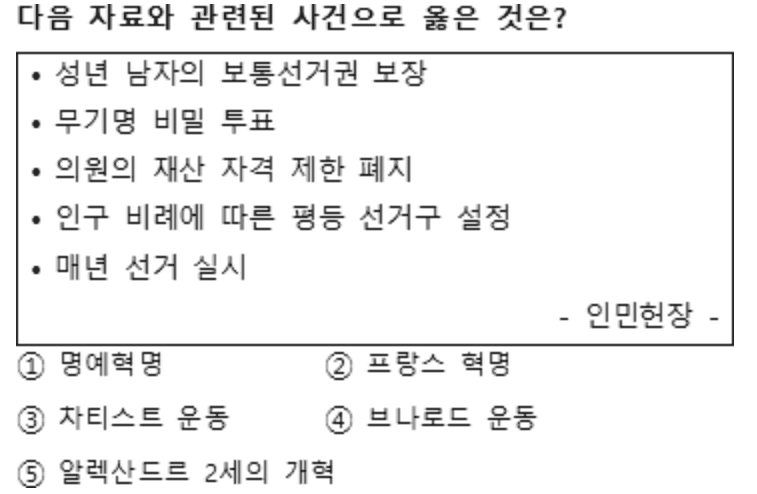 다음 자료와 관련된 사건으로 옳은 것은?
• 성년 남자의 보통선거권 보장
• 무기명 비밀 투표
• 의원의 재산 자격 제한 폐지
• 인구 비례에 따른 평등 선거구 설정
• 매년 선거 실시
- 인민헌장 -
① 명예혁명 ② 프랑스 혁명
③ 차티스트 운동 ④ 브나로드 운동
⑤ 알렉산드르 2세의 개혁